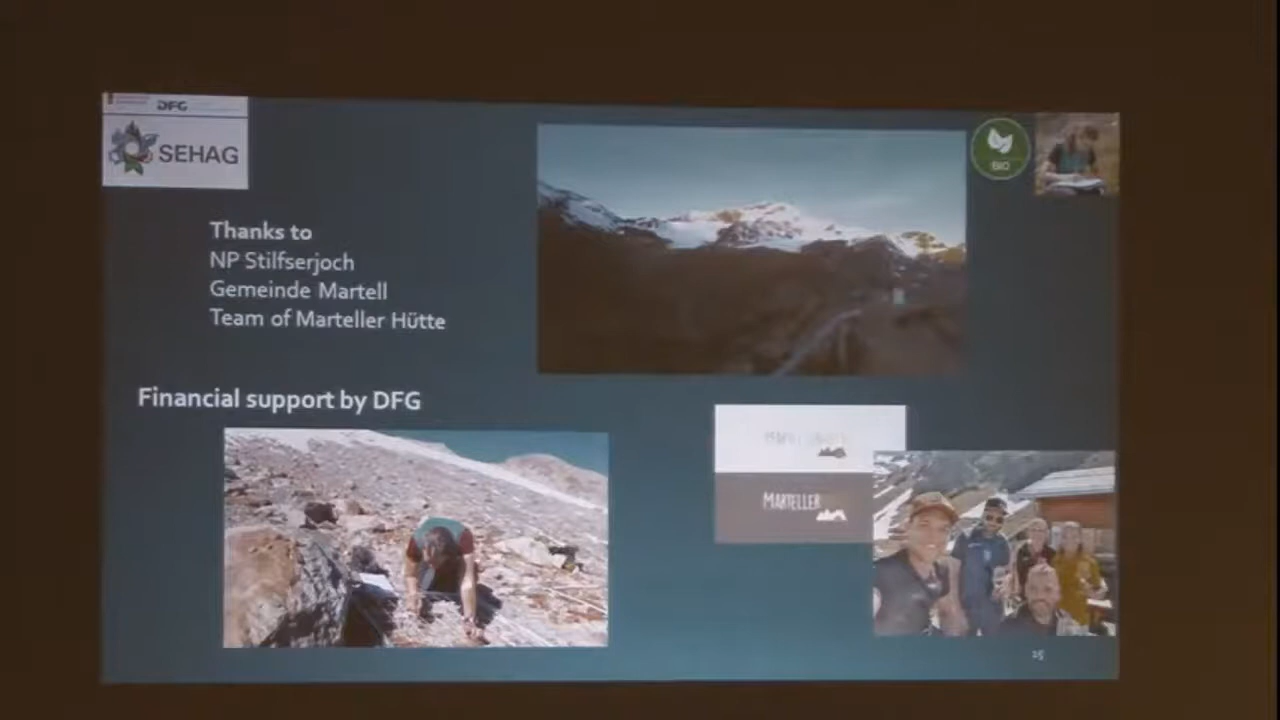 DFG
SEHAG
BIO
Thanks to
NP Stilfserjoch
Gemeinde Martell
Team of Marteller Hütte
Financial support by DFG
MARTELLER
25